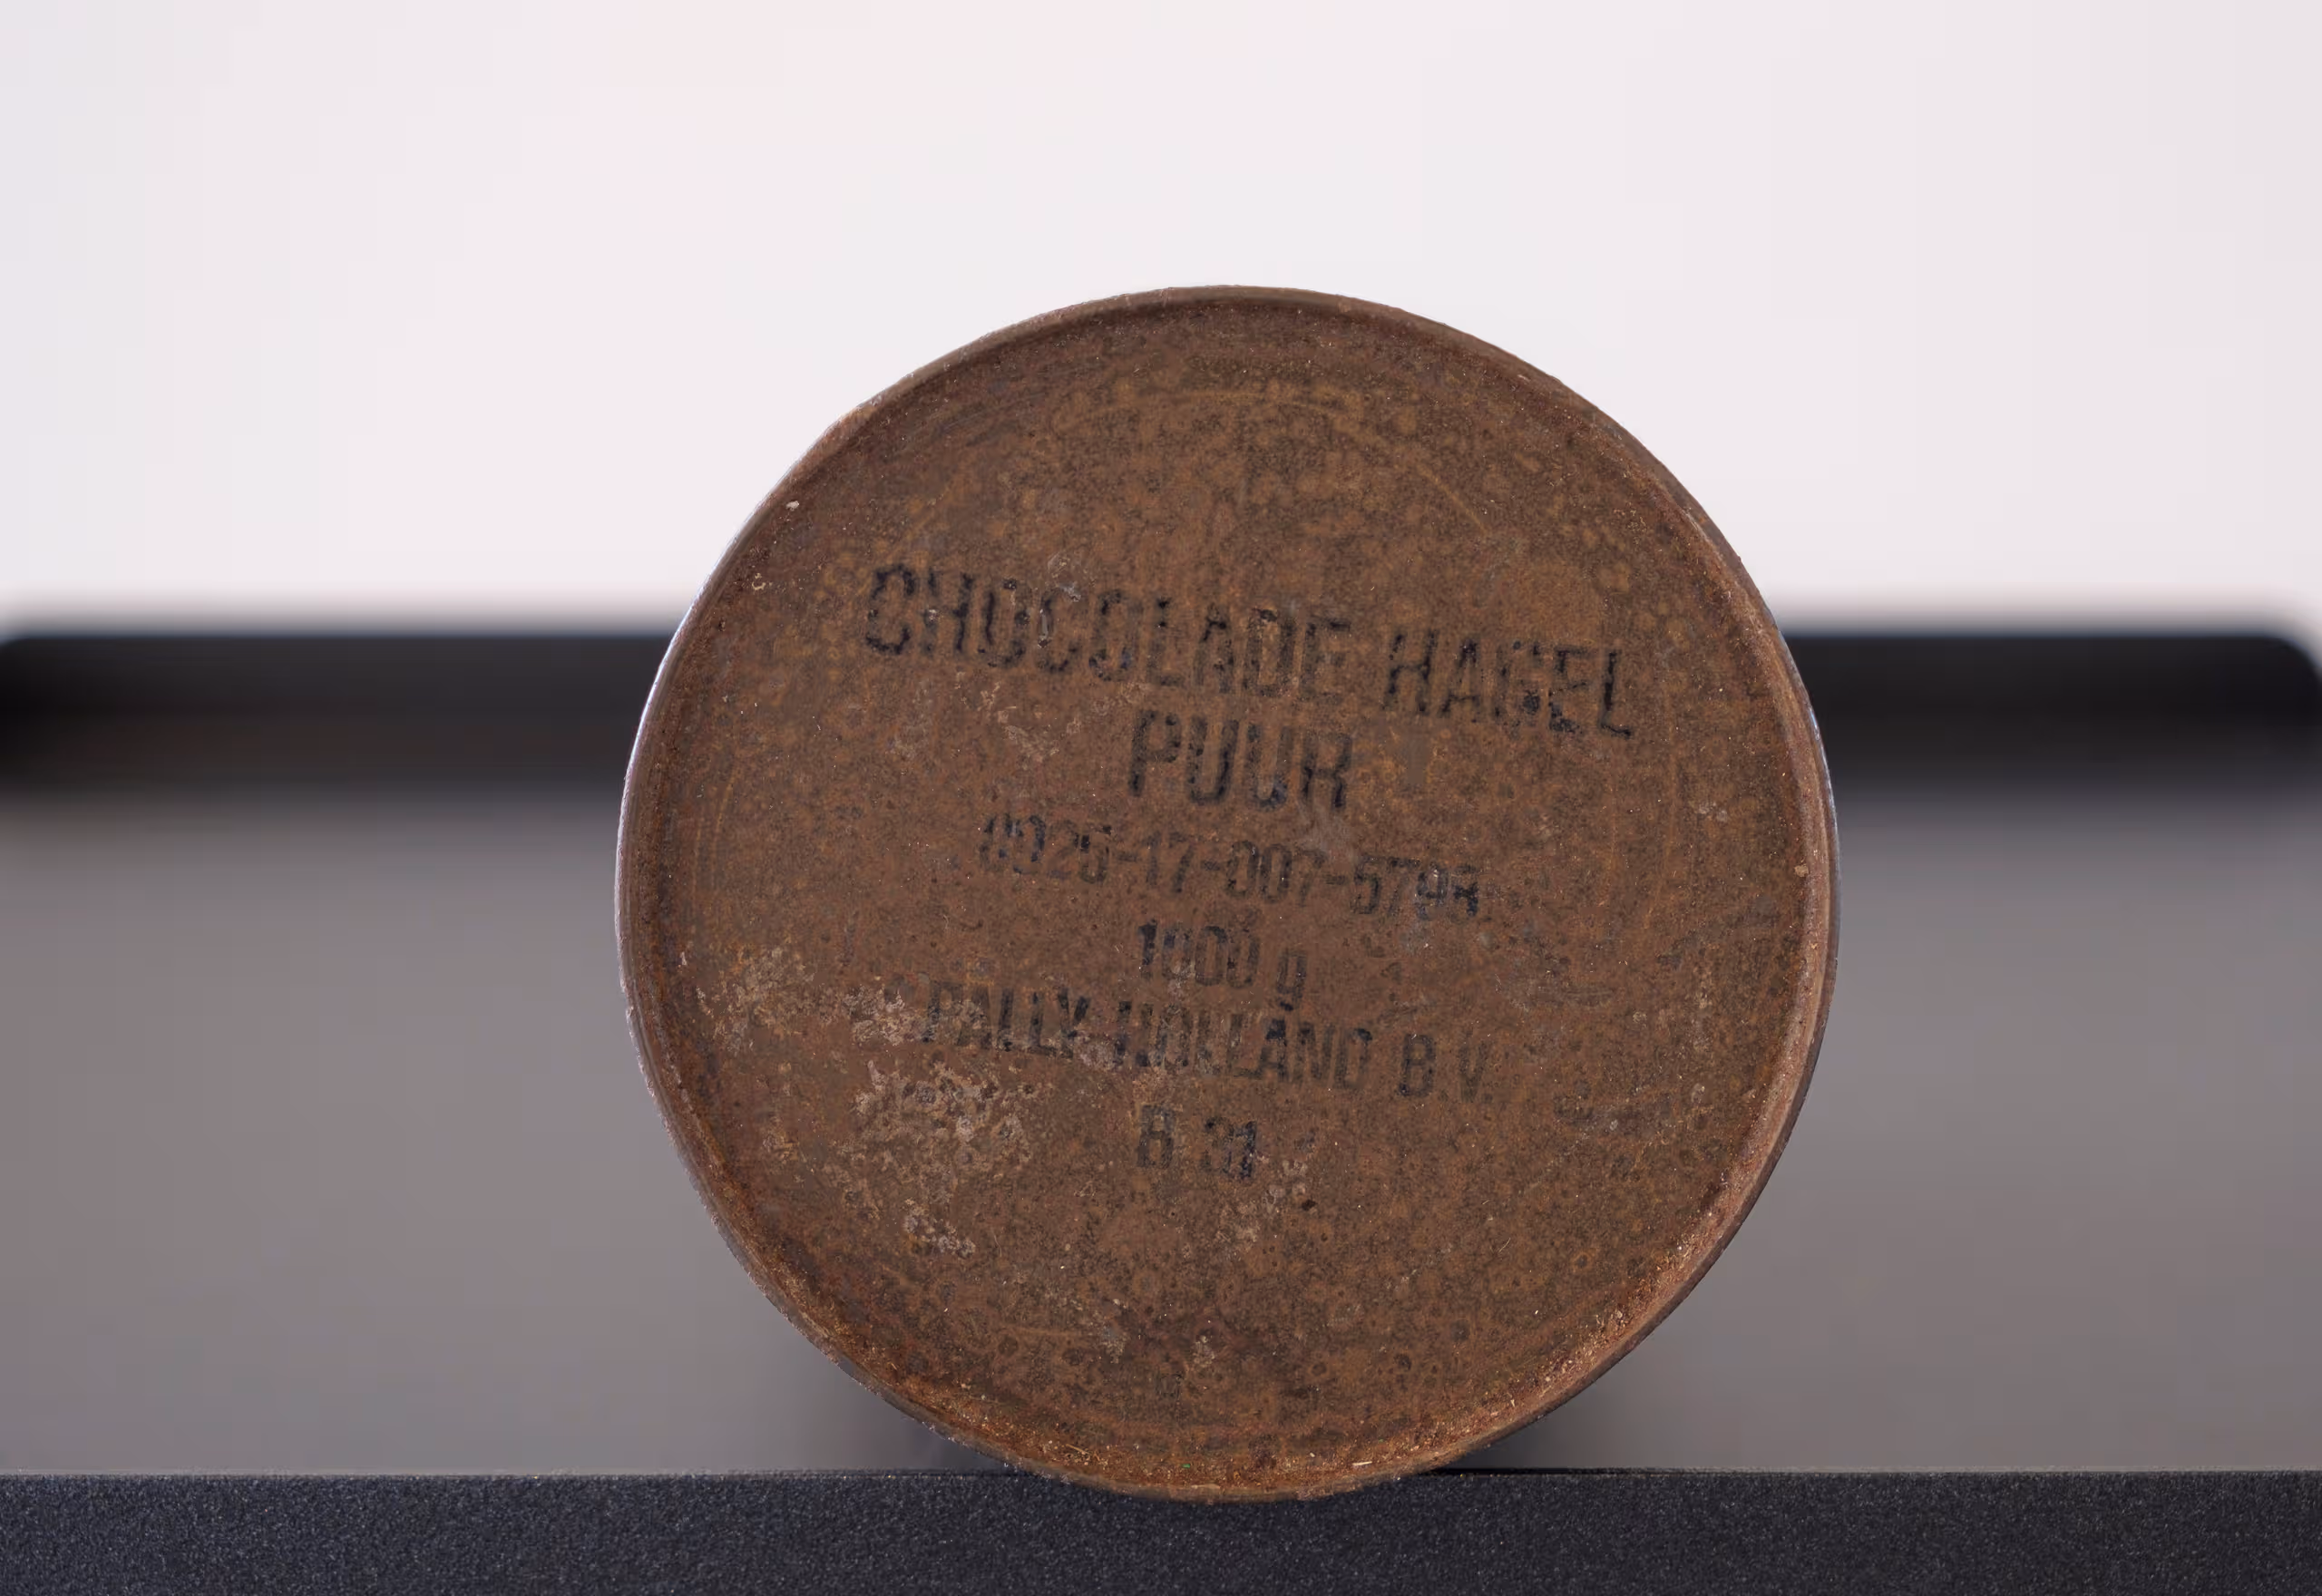 CHOCOLADE HAGEL
PUUR
8925-17-007-5798
1000 g
PALLY-HOLLAND B.V.
B 31